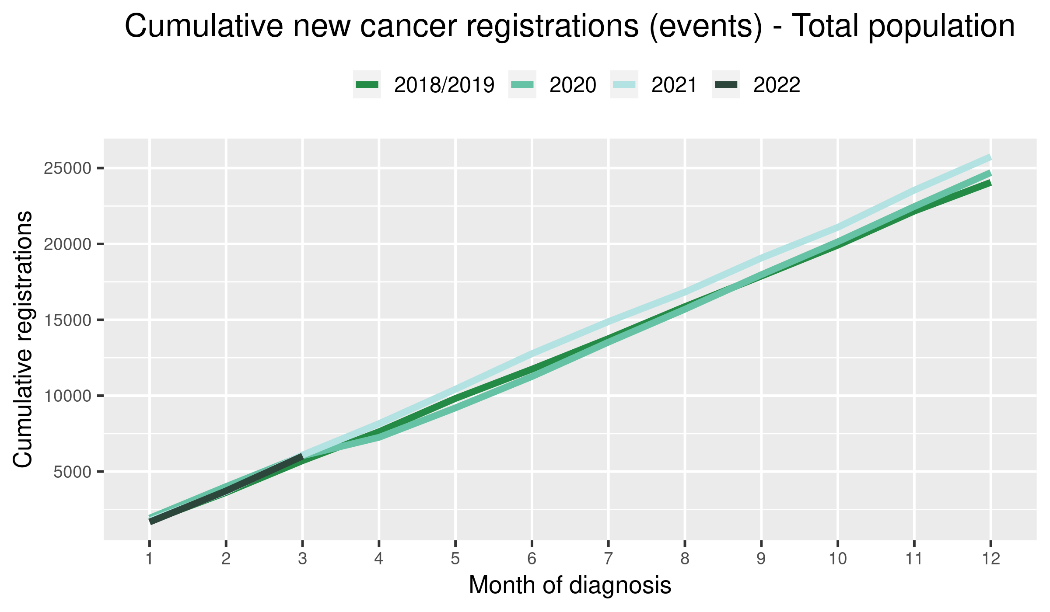 Cumulative new cancer registrations (events) - Total population
2018/2019 2020 2021 2022
Cumulative registrations
25000
20000
15000
10000
5000
1 2 3 4 5 6 7 8 9 10 11 12
Month of diagnosis